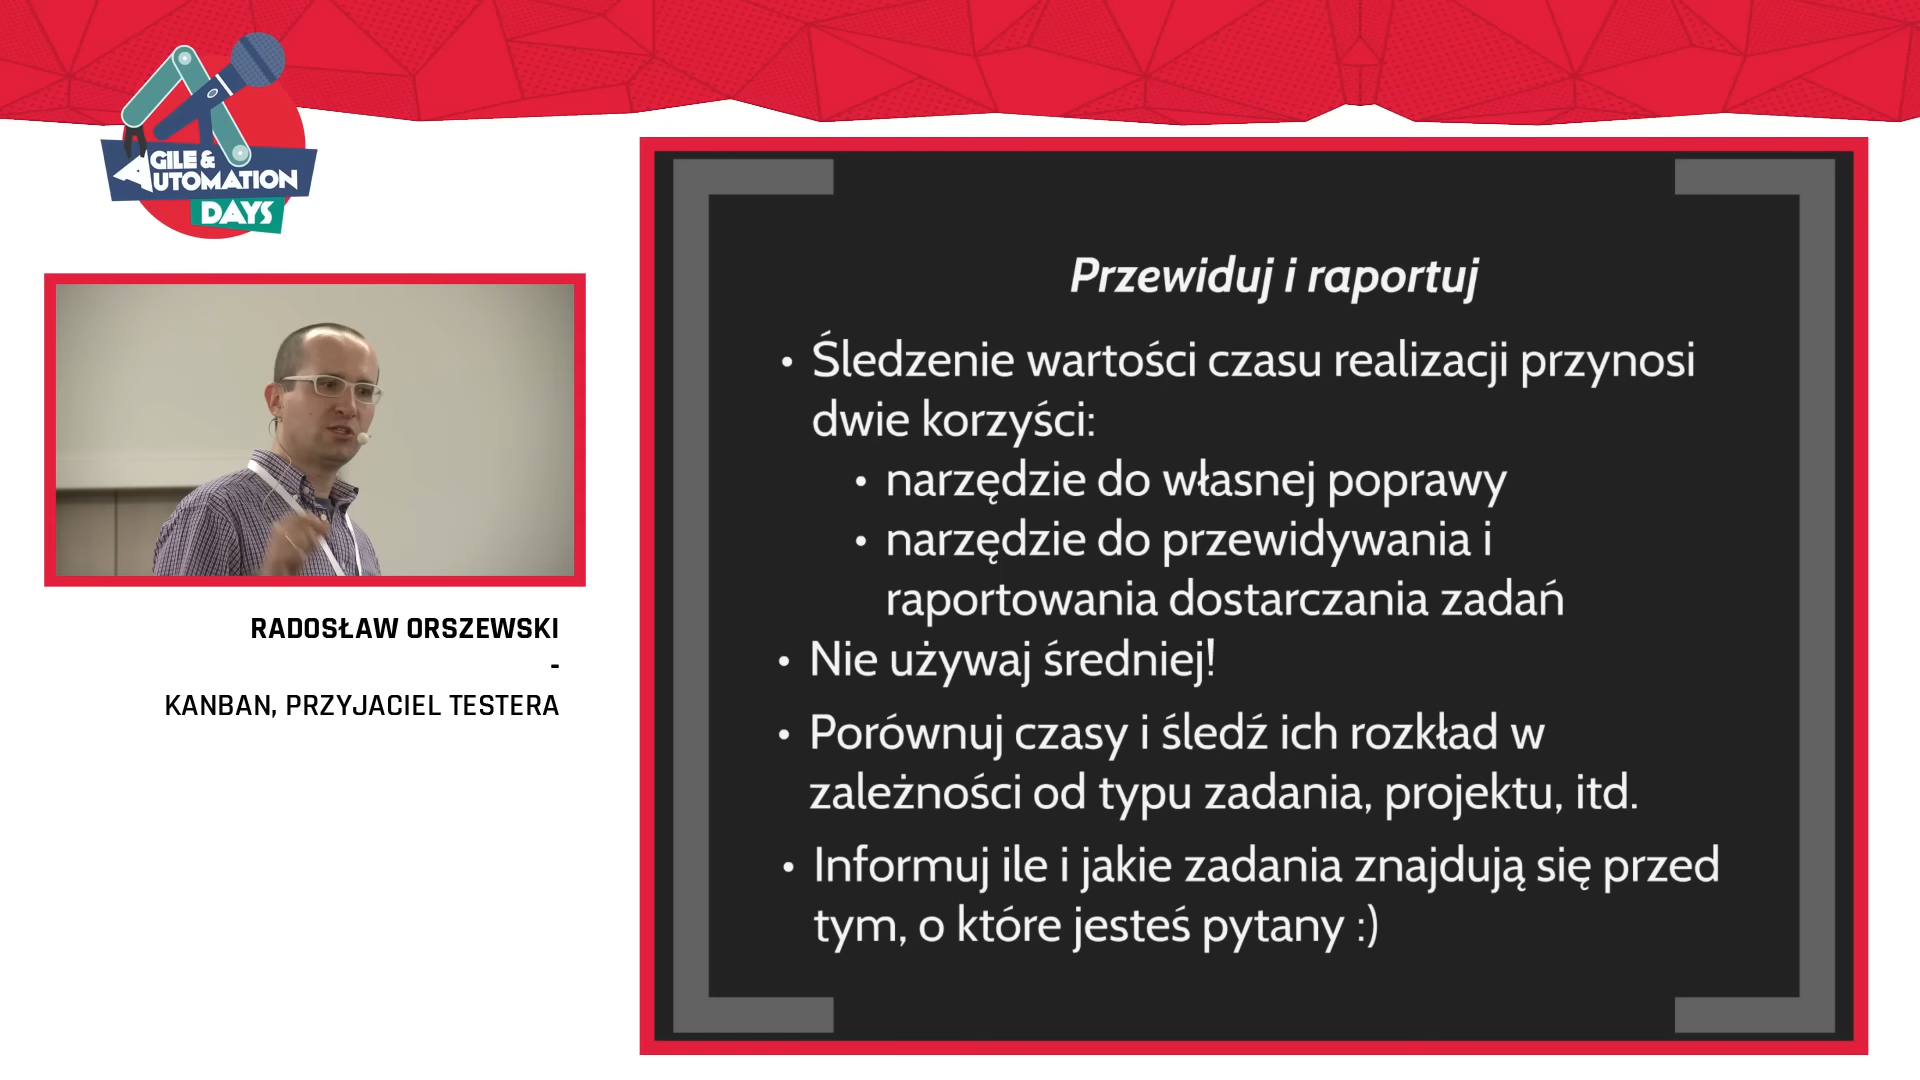 AGILE &
AUTOMATION
DAYS
RADOSŁAW ORSZEWSKI
-
KANBAN, PRZYJACIEL TESTERA
Przewiduj i raportuj
• Śledzenie wartości czasu realizacji przynosi
dwie korzyści:
• narzędzie do własnej poprawy
• narzędzie do przewidywania i
raportowania dostarczania zadań
• Nie używaj średniej!
• Porównuj czasy i śledź ich rozkład w
zależności od typu zadania, projektu, itd.
• Informuj ile i jakie zadania znajdują się przed
tym, o które jesteś pytany :)